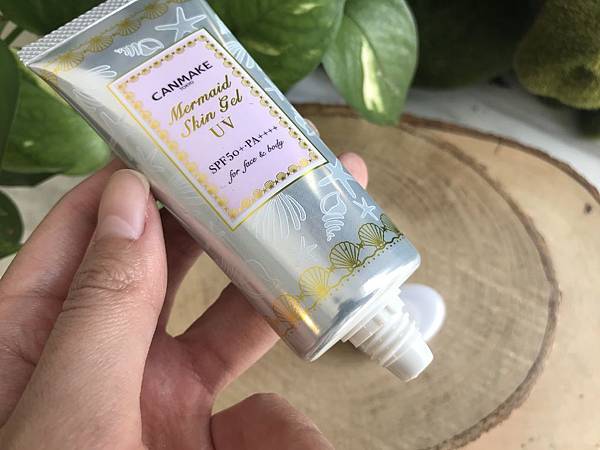 CANMAKE
TOKYO
Mermaid
Skin Gel
UV
SPF50+・PA++++
for face & body